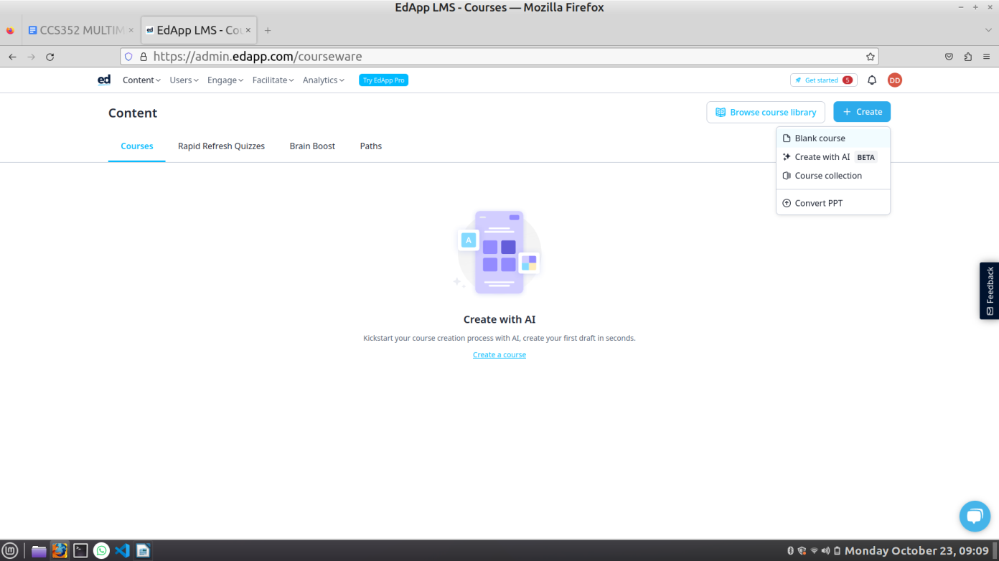 EdApp LMS - Courses — Mozilla Firefox
CCS352 MULTIM
ed EdApp LMS - Cou
https://admin.edapp.com/courseware
ed Content Users Engage Facilitate Analytics Try EdApp Pro Get started 5 DD
Content
Browse course library
+ Create
Courses Rapid Refresh Quizzes Brain Boost Paths
Blank course
Create with AI BETA
Course collection
Convert PPT
A
Create with AI
Kickstart your course creation process with AI, create your first draft in seconds.
Create a course
Feedback
Monday October 23, 09:09